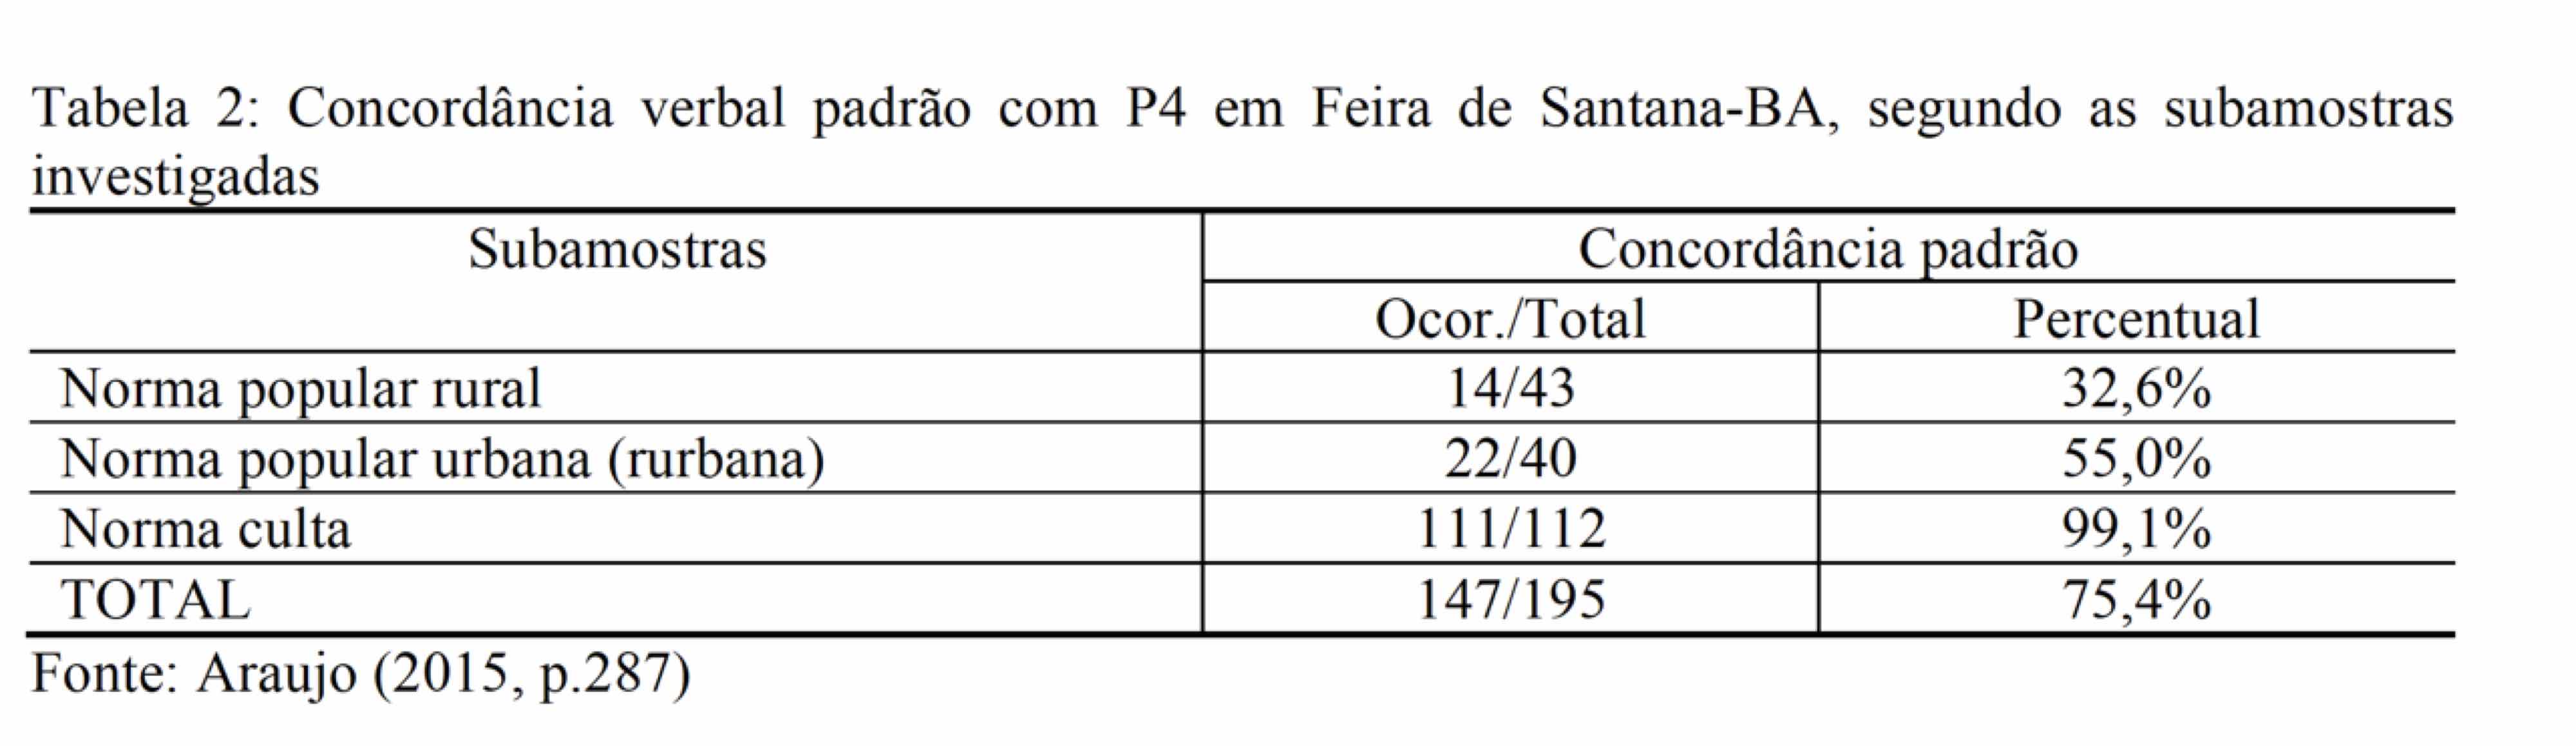 Tabela 2: Concordância verbal padrão com P4 em Feira de Santana-BA, segundo as subamostras
investigadas
Subamostras Concordância padrão
Ocor./Total Percentual
Norma popular rural 14/43 32,6%
Norma popular urbana (rurbana) 22/40 55,0%
Norma culta 111/112 99,1%
TOTAL 147/195 75,4%
Fonte: Araujo (2015, p.287)